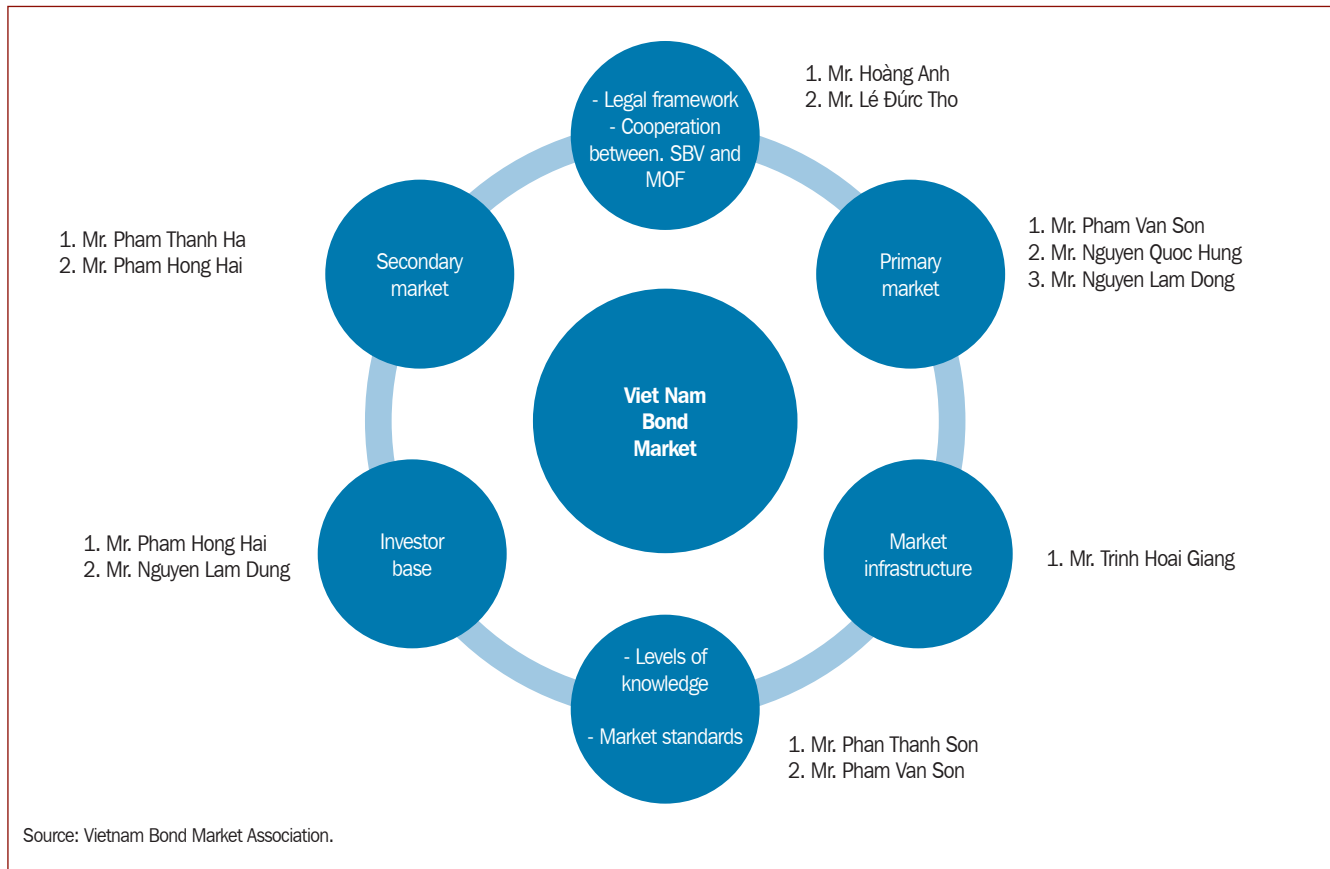 - Legal framework
- Cooperation
between. SBV and
MOF
1. Mr. Hoàng Anh
2. Mr. Lé Đúrc Tho
Secondary
market
1. Mr. Pham Thanh Ha
2. Mr. Pham Hong Hai
Primary
market
1. Mr. Pham Van Son
2. Mr. Nguyen Quoc Hung
3. Mr. Nguyen Lam Dong
Viet Nam
Bond
Market
Investor
base
1. Mr. Pham Hong Hai
2. Mr. Nguyen Lam Dung
Market
infrastructure
1. Mr. Trinh Hoai Giang
- Levels of
knowledge
- Market standards
1. Mr. Phan Thanh Son
2. Mr. Pham Van Son
Source: Vietnam Bond Market Association.